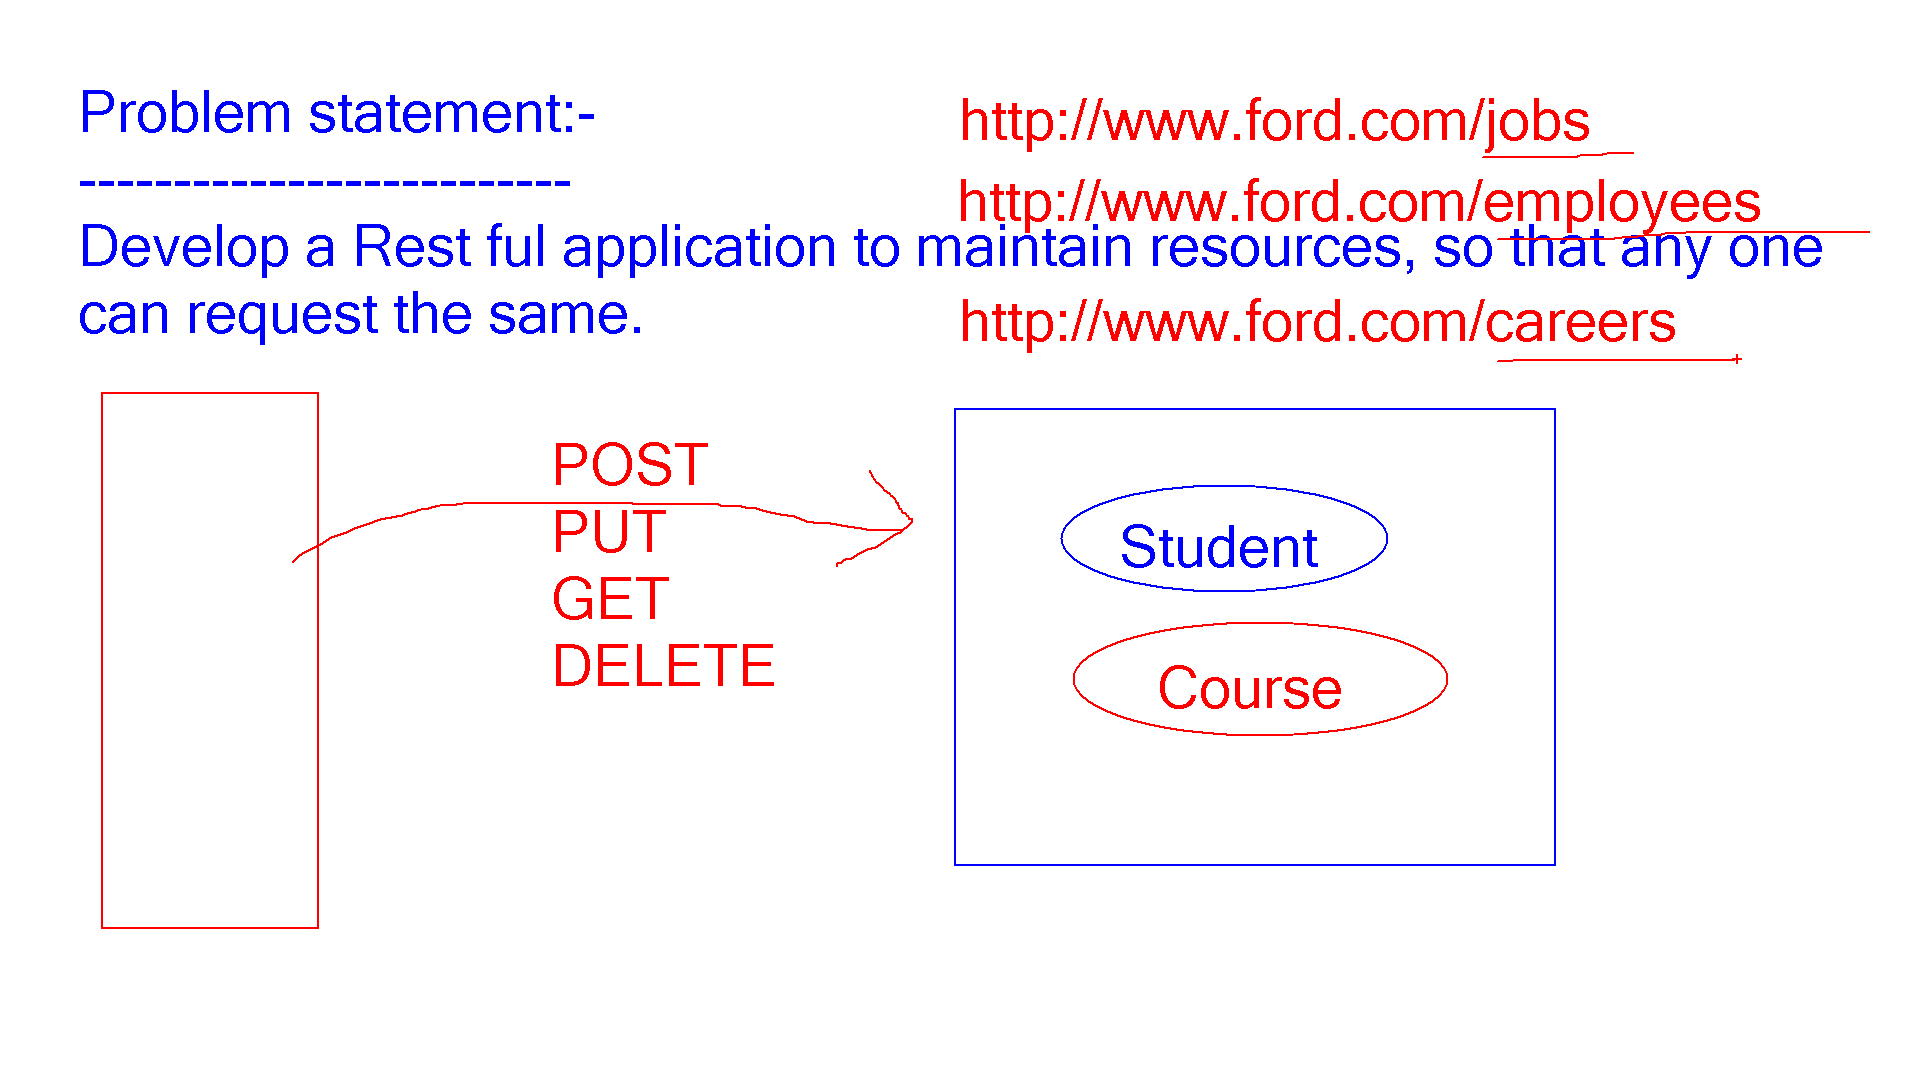 Problem statement:-
--------------------------
Develop a Rest ful application to maintain resources, so that any one
can request the same.
http://www.ford.com/jobs
http://www.ford.com/employees
http://www.ford.com/careers
POST
PUT
GET
DELETE
Student
Course